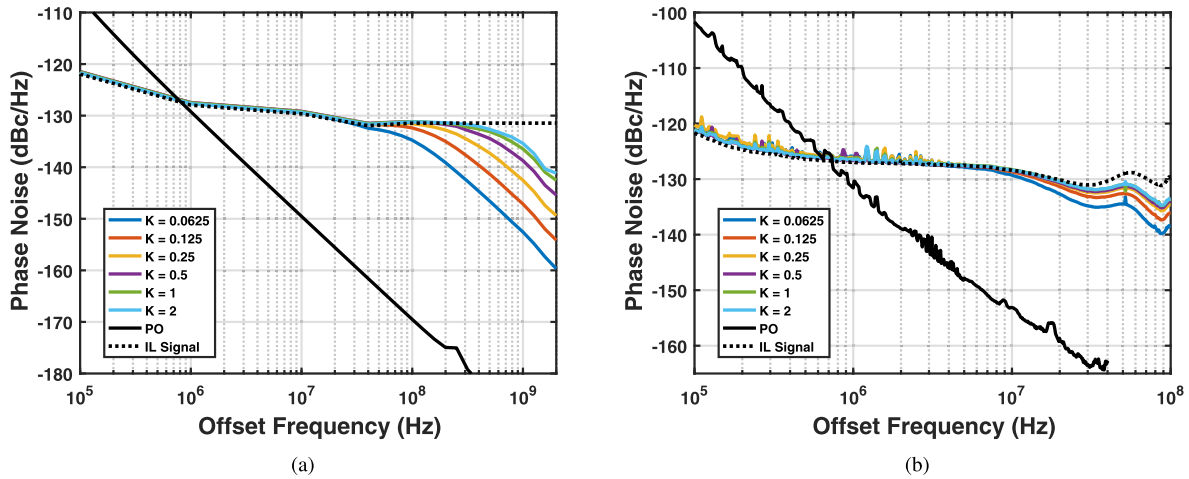 -110
-120
-130
-140
-150
-160
-170
-180
Phase Noise (dBc/Hz)
K = 0.0625
K = 0.125
K = 0.25
K = 0.5
K = 1
K = 2
PO
IL Signal
10^5
10^6
10^7
10^8
10^9
Offset Frequency (Hz)
(a)
-100
-110
-120
-130
-140
-150
-160
Phase Noise (dBc/Hz)
K = 0.0625
K = 0.125
K = 0.25
K = 0.5
K = 1
K = 2
PO
IL Signal
10^5
10^6
10^7
10^8
Offset Frequency (Hz)
(b)